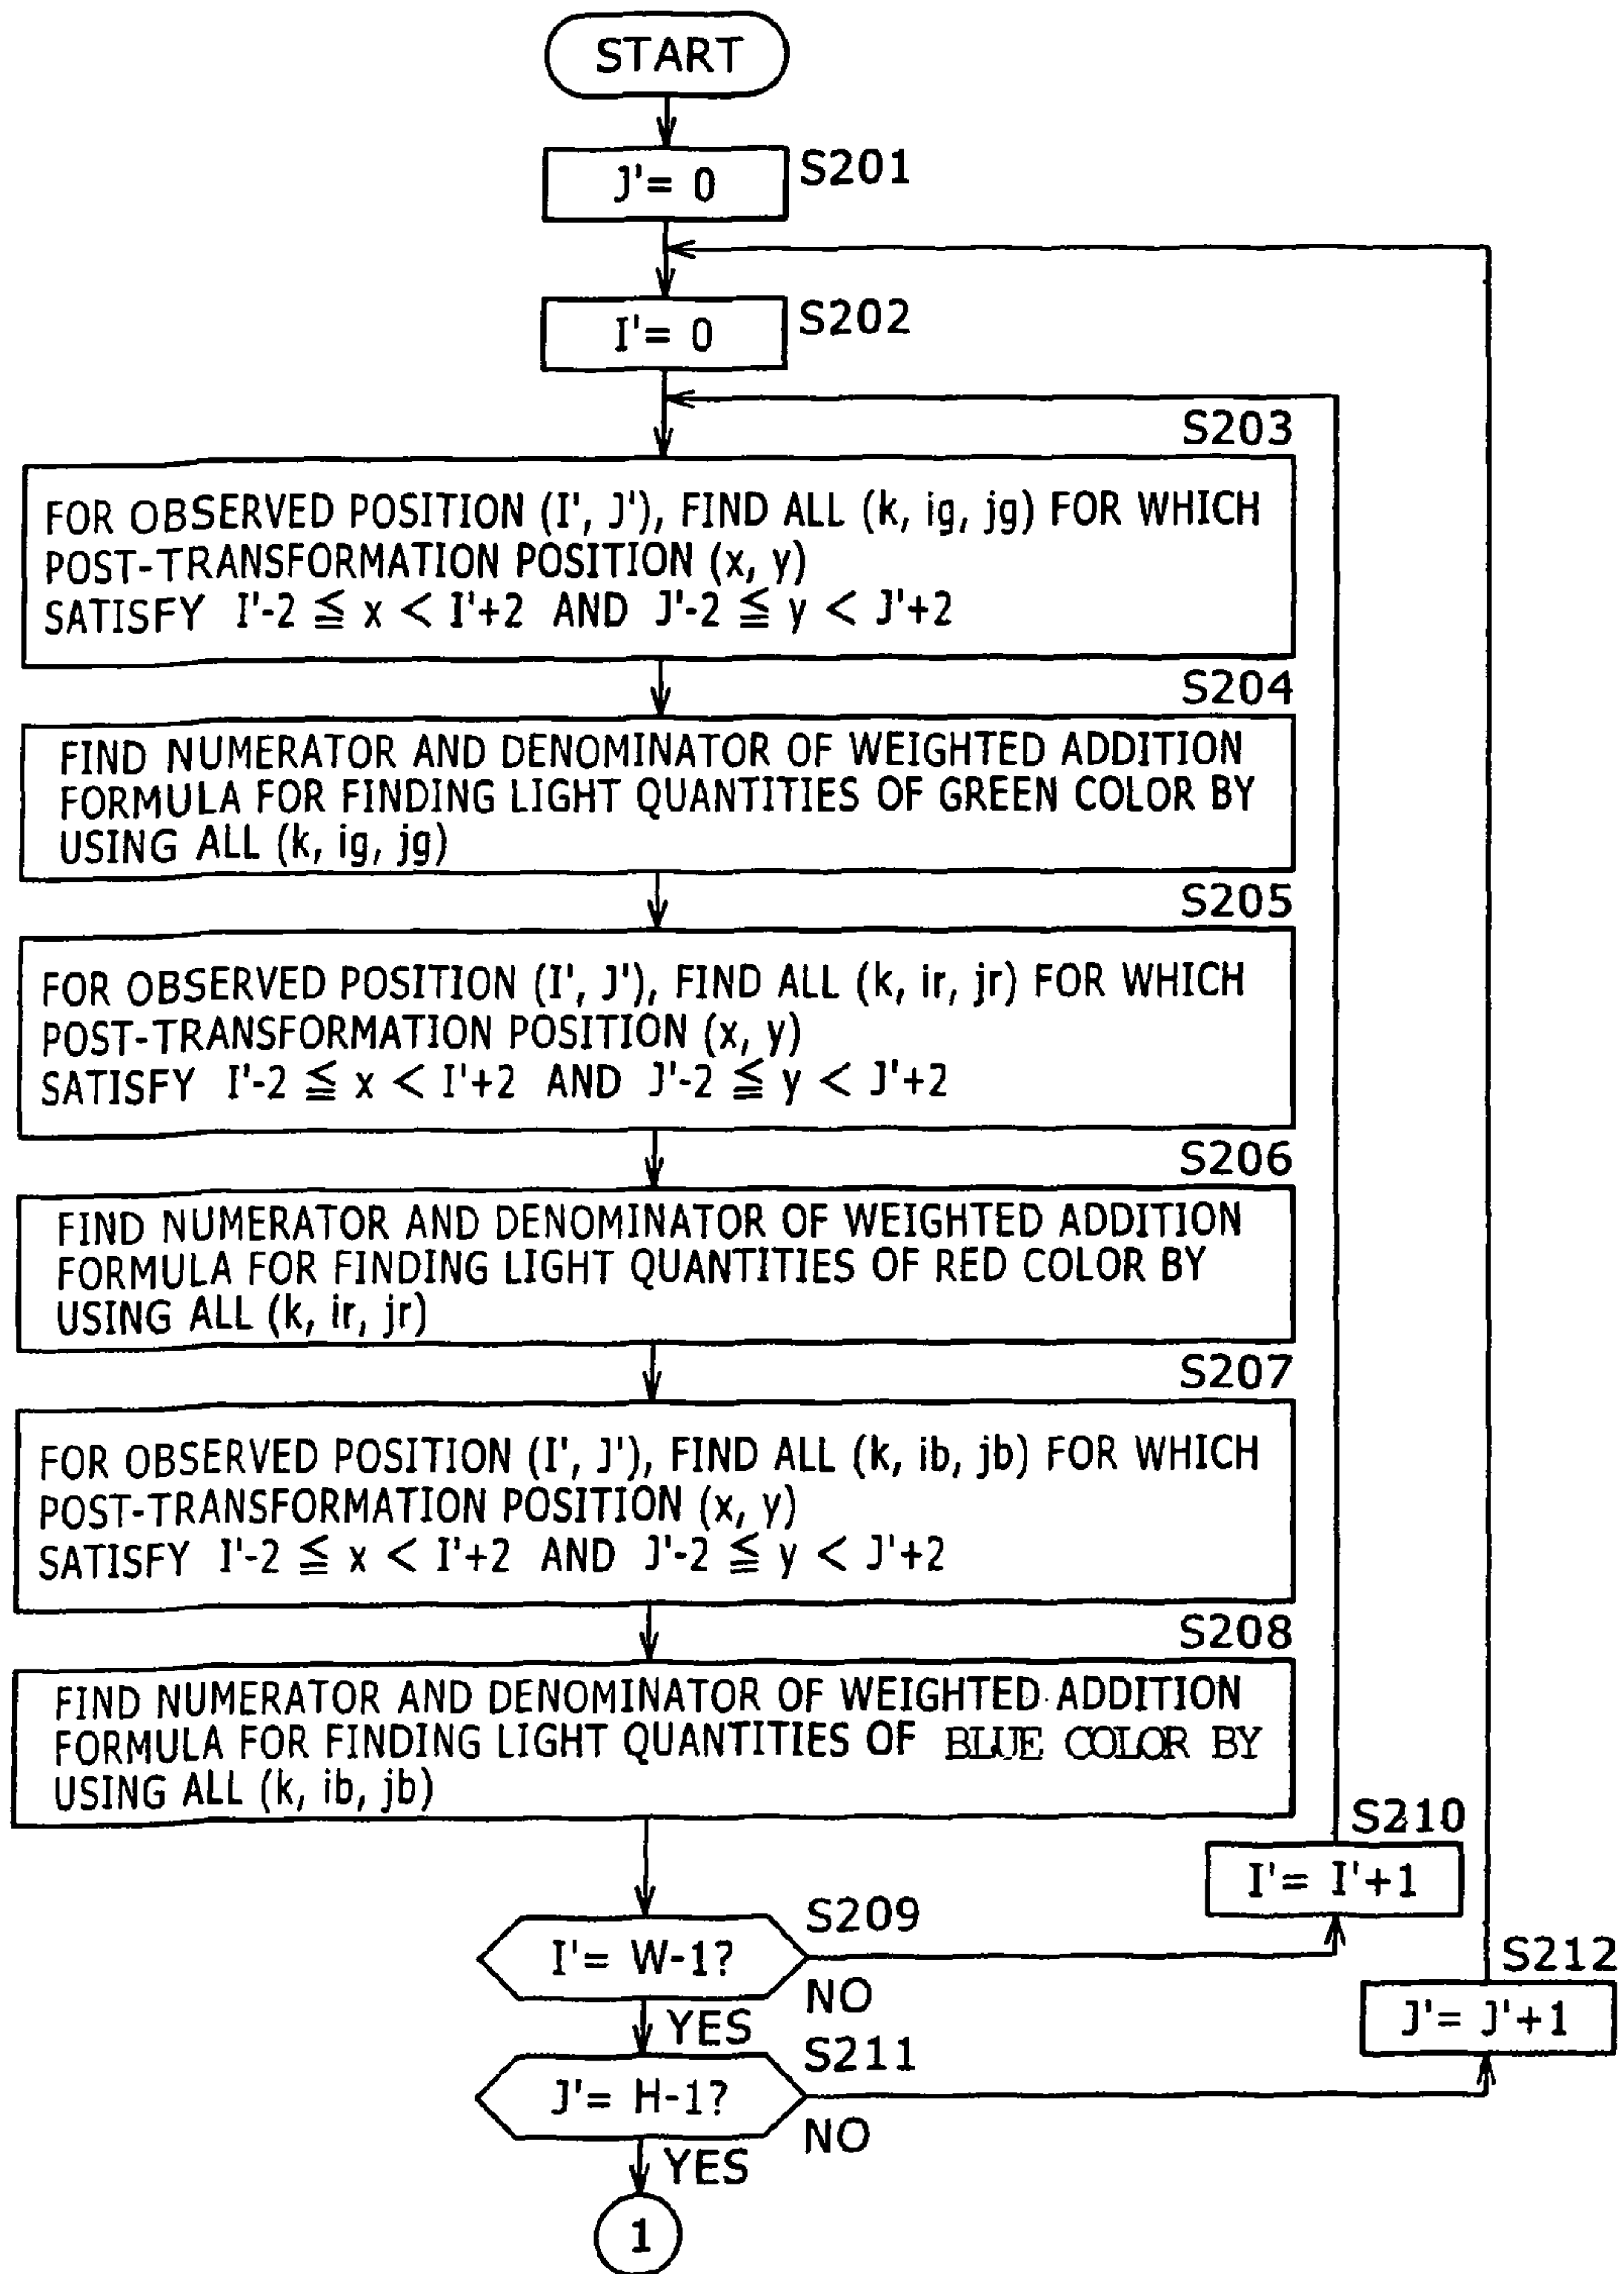 START
J'= 0
S201
I'= 0
S202
S203
FOR OBSERVED POSITION (I', J'), FIND ALL (k, ig, jg) FOR WHICH
POST-TRANSFORMATION POSITION (x, y)
SATISFY I'-2 ≦ x < I'+2 AND J'-2 ≦ y < J'+2
S204
FIND NUMERATOR AND DENOMINATOR OF WEIGHTED ADDITION
FORMULA FOR FINDING LIGHT QUANTITIES OF GREEN COLOR BY
USING ALL (k, ig, jg)
S205
FOR OBSERVED POSITION (I', J'), FIND ALL (k, ir, jr) FOR WHICH
POST-TRANSFORMATION POSITION (x, y)
SATISFY I'-2 ≦ x < I'+2 AND J'-2 ≦ y < J'+2
S206
FIND NUMERATOR AND DENOMINATOR OF WEIGHTED ADDITION
FORMULA FOR FINDING LIGHT QUANTITIES OF RED COLOR BY
USING ALL (k, ir, jr)
S207
FOR OBSERVED POSITION (I', J'), FIND ALL (k, ib, jb) FOR WHICH
POST-TRANSFORMATION POSITION (x, y)
SATISFY I'-2 ≦ x < I'+2 AND J'-2 ≦ y < J'+2
S208
FIND NUMERATOR AND DENOMINATOR OF WEIGHTED ADDITION
FORMULA FOR FINDING LIGHT QUANTITIES OF BLUE COLOR BY
USING ALL (k, ib, jb)
S210
I'= I'+1
S209
I'= W-1?
NO
S212
J'= J'+1
YES
S211
J'= H-1?
NO
YES
1